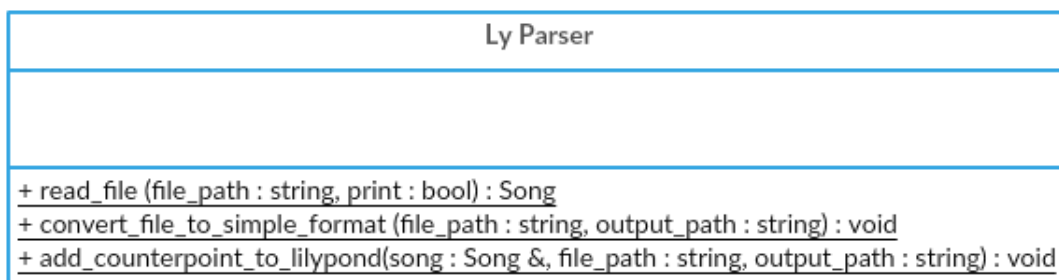 Ly Parser
+ read_file (file_path : string, print : bool) : Song
+ convert_file_to_simple_format (file_path : string, output_path : string) : void
+ add_counterpoint_to_lilypond(song : Song &, file_path : string, output_path : string) : void